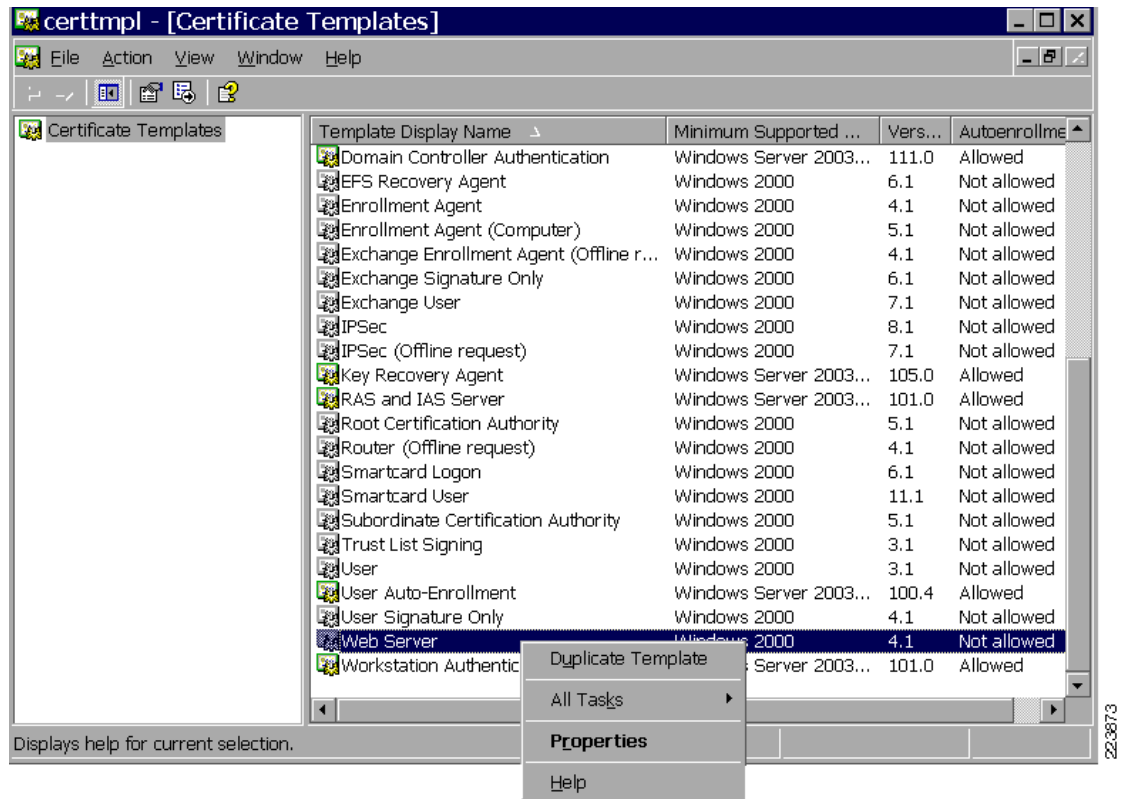 certtmpl - [Certificate Templates]
File Action View Window Help
Certificate Templates
Template Display Name Minimum Supported ... Vers... Autoenrollme
Domain Controller Authentication Windows Server 2003... 111.0 Allowed
EFS Recovery Agent Windows 2000 6.1 Not allowed
Enrollment Agent Windows 2000 4.1 Not allowed
Enrollment Agent (Computer) Windows 2000 5.1 Not allowed
Exchange Enrollment Agent (Offline r... Windows 2000 4.1 Not allowed
Exchange Signature Only Windows 2000 6.1 Not allowed
Exchange User Windows 2000 7.1 Not allowed
IPSec Windows 2000 8.1 Not allowed
IPSec (Offline request) Windows 2000 7.1 Not allowed
Key Recovery Agent Windows Server 2003... 105.0 Allowed
RAS and IAS Server Windows Server 2003... 101.0 Allowed
Root Certification Authority Windows 2000 5.1 Not allowed
Router (Offline request) Windows 2000 4.1 Not allowed
Smartcard Logon Windows 2000 6.1 Not allowed
Smartcard User Windows 2000 11.1 Not allowed
Subordinate Certification Authority Windows 2000 5.1 Not allowed
Trust List Signing Windows 2000 3.1 Not allowed
User Windows 2000 3.1 Not allowed
User Auto-Enrollment Windows Server 2003... 100.4 Allowed
User Signature Only Windows 2000 4.1 Not allowed
Web Server Windows 2000 4.1 Not allowed
Workstation Authentic Server 2003... 101.0 Allowed
Duplicate Template
All Tasks
Properties
Help
Displays help for current selection.
223873